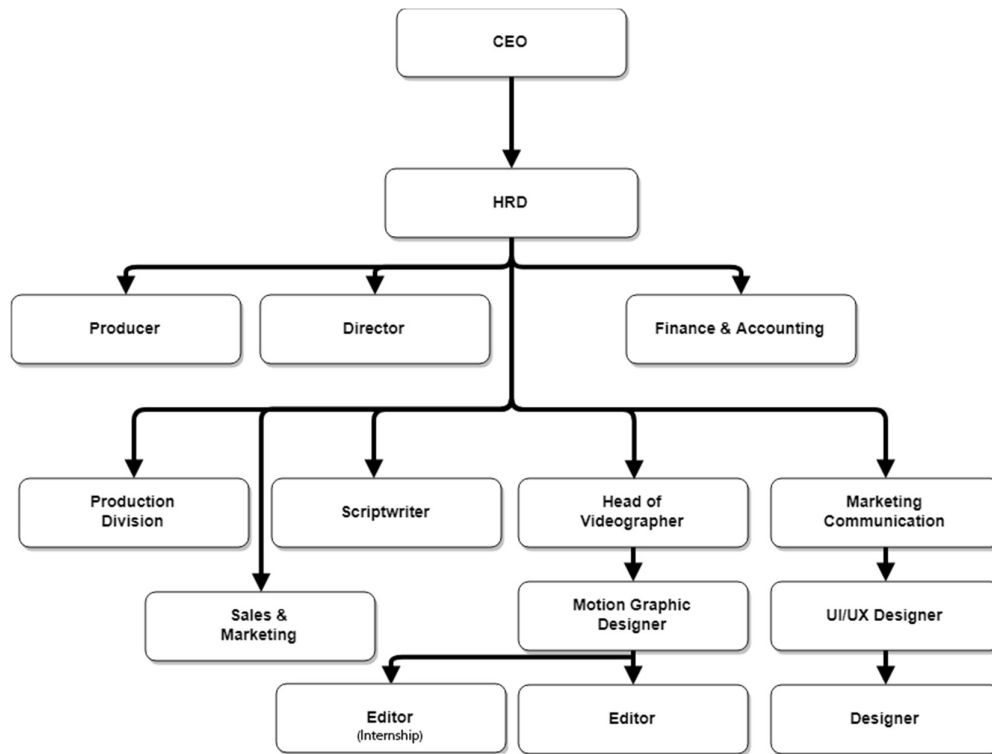 CEO
HRD
Producer
Director
Finance & Accounting
Production
Division
Scriptwriter
Head of
Videographer
Marketing
Communication
Sales &
Marketing
Motion Graphic
Designer
UI/UX Designer
Editor
(Internship)
Editor
Designer